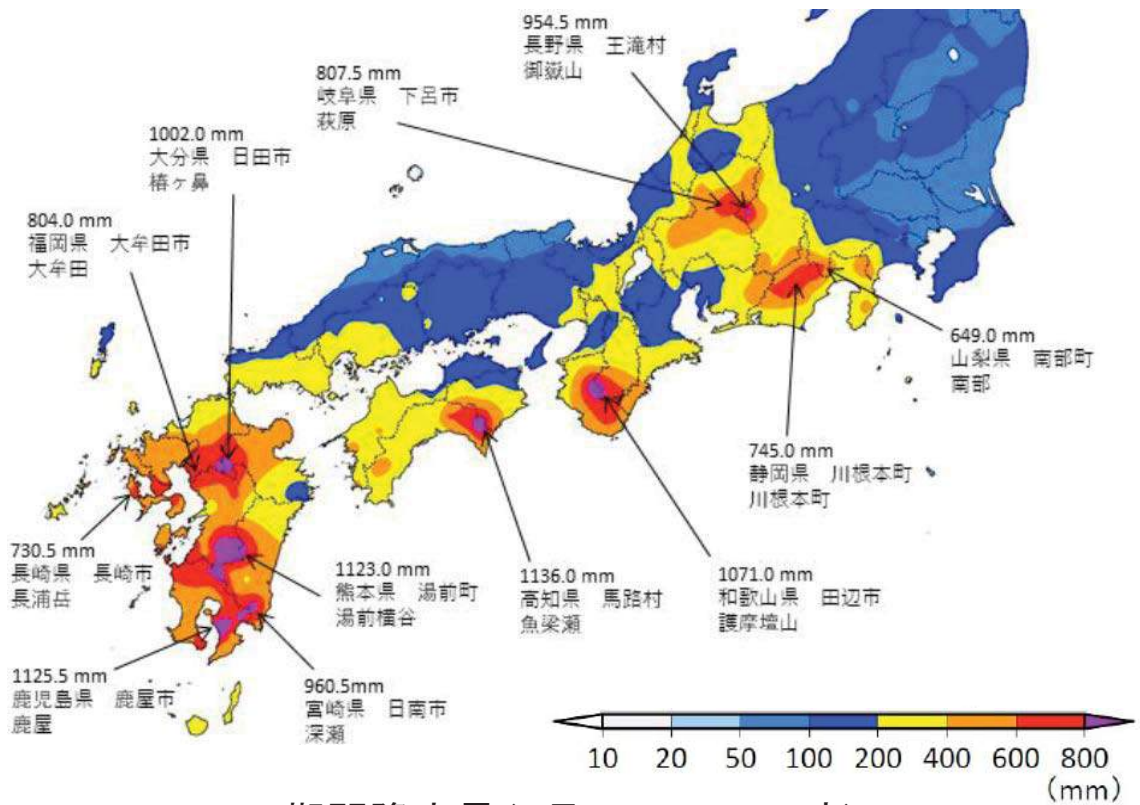 954.5 mm
長野県　王滝村
御嶽山
807.5 mm
岐阜県　下呂市
萩原
1002.0 mm
大分県　日田市
椿ヶ鼻
804.0 mm
福岡県　大牟田市
大牟田
649.0 mm
山梨県　南部町
南部
745.0 mm
静岡県　川根本町
川根本町
730.5 mm
長崎県　長崎市
長浦岳
1123.0 mm
熊本県　湯前町
湯前横谷
1136.0 mm
高知県　馬路村
魚梁瀬
1071.0 mm
和歌山県　田辺市
護摩壇山
1125.5 mm
鹿児島県　鹿屋市
鹿屋
960.5mm
宮崎県　日南市
深瀬
10 20 50 100 200 400 600 800
(mm)